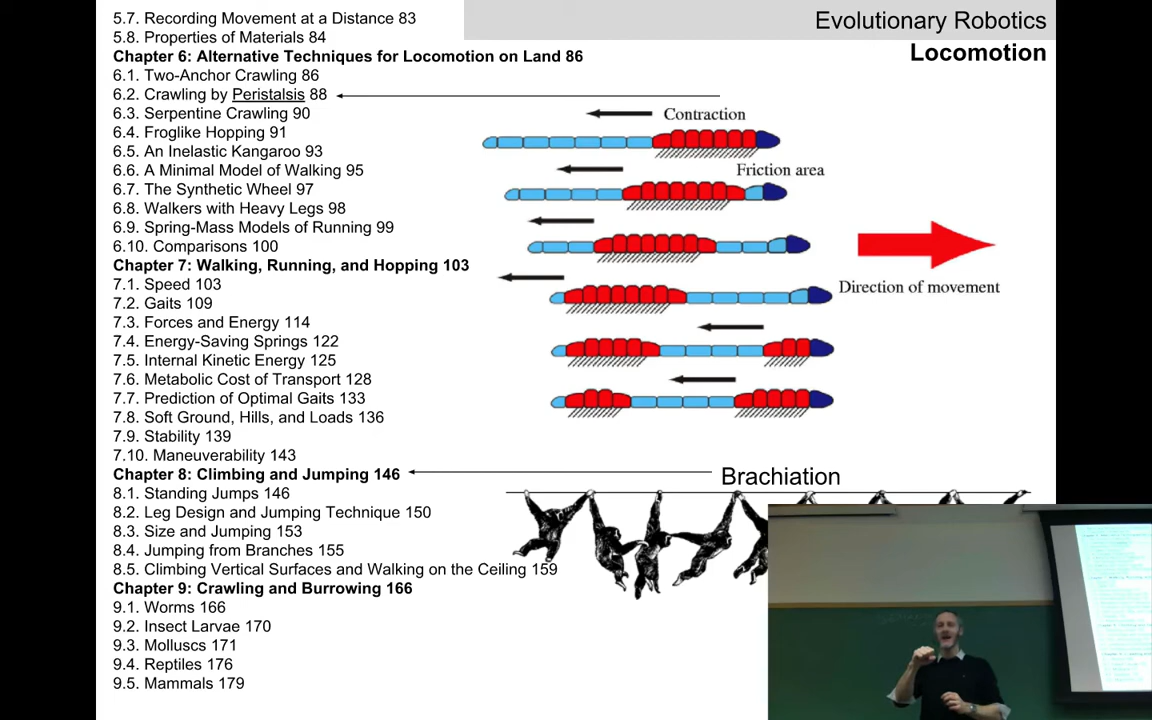 5.7. Recording Movement at a Distance 83
5.8. Properties of Materials 84
Chapter 6: Alternative Techniques for Locomotion on Land 86
6.1. Two-Anchor Crawling 86
6.2. Crawling by Peristalsis 88
6.3. Serpentine Crawling 90
6.4. Froglike Hopping 91
6.5. An Inelastic Kangaroo 93
6.6. A Minimal Model of Walking 95
6.7. The Synthetic Wheel 97
6.8. Walkers with Heavy Legs 98
6.9. Spring-Mass Models of Running 99
6.10. Comparisons 100
Chapter 7: Walking, Running, and Hopping 103
7.1. Speed 103
7.2. Gaits 109
7.3. Forces and Energy 114
7.4. Energy-Saving Springs 122
7.5. Internal Kinetic Energy 125
7.6. Metabolic Cost of Transport 128
7.7. Prediction of Optimal Gaits 133
7.8. Soft Ground, Hills, and Loads 136
7.9. Stability 139
7.10. Maneuverability 143
Chapter 8: Climbing and Jumping 146
8.1. Standing Jumps 146
8.2. Leg Design and Jumping Technique 150
8.3. Size and Jumping 153
8.4. Jumping from Branches 155
8.5. Climbing Vertical Surfaces and Walking on the Ceiling 159
Chapter 9: Crawling and Burrowing 166
9.1. Worms 166
9.2. Insect Larvae 170
9.3. Molluscs 171
9.4. Reptiles 176
9.5. Mammals 179
Evolutionary Robotics
Locomotion
Contraction
Friction area
Direction of movement
Brachiation